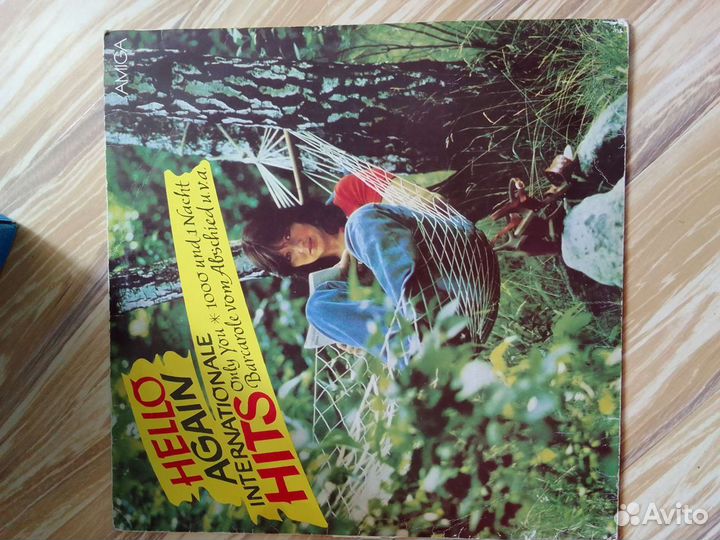 AMIGA
HELLO
AGAIN
INTERNATIONALE
HITS
Only You * 1000 und 1 Nacht
Barcarole vom Abschied u.v.a.
Avito